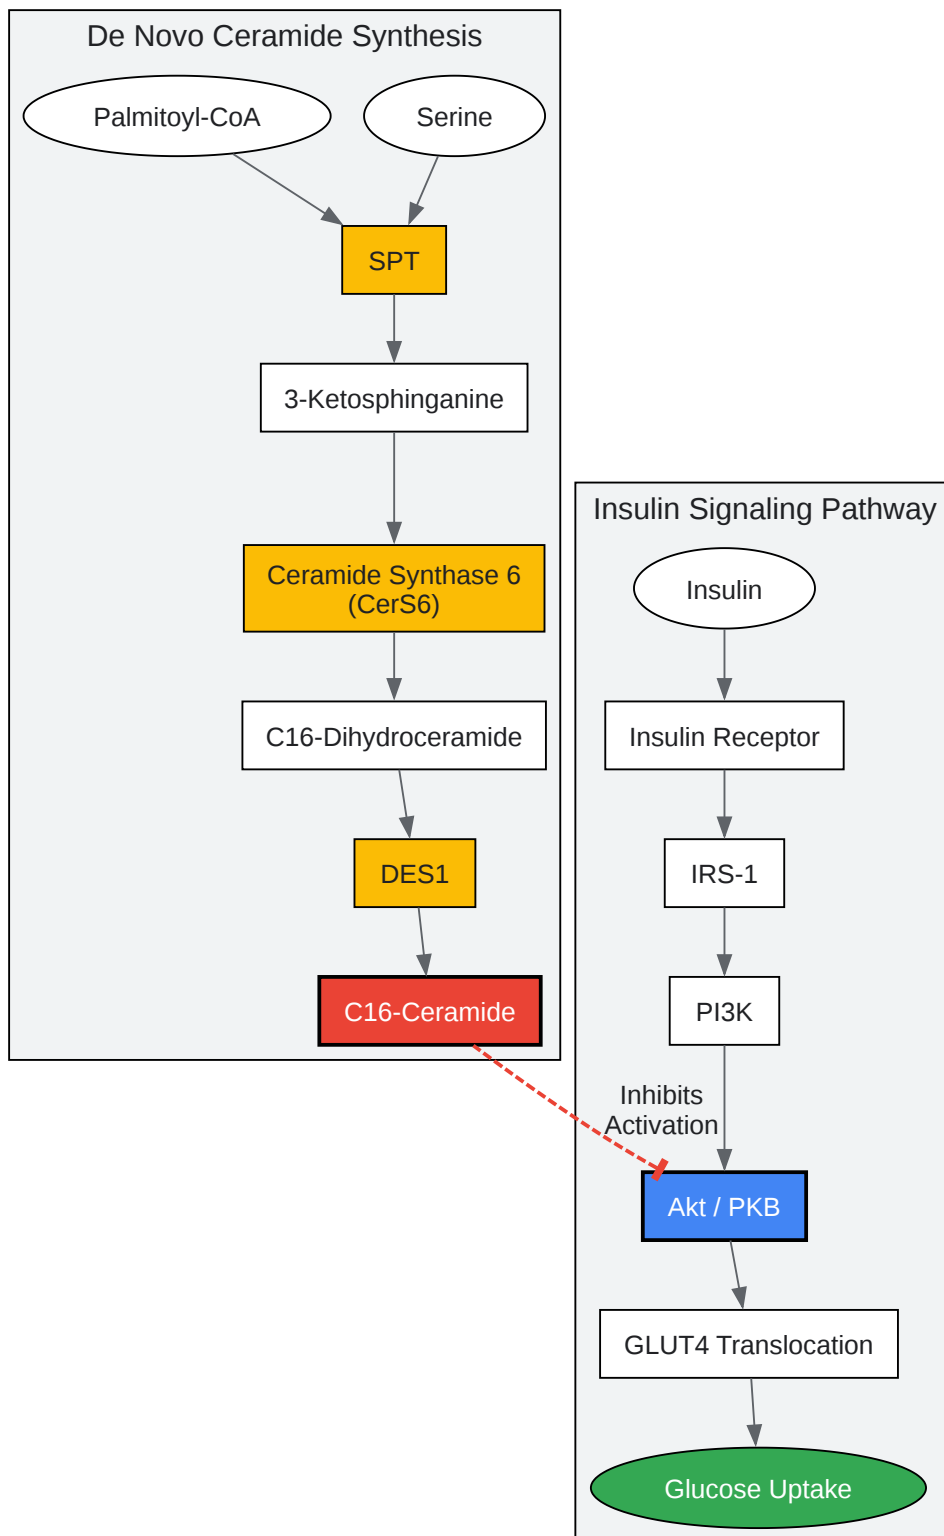 De Novo Ceramide Synthesis
Palmitoyl-CoA
Serine
SPT
3-Ketosphinganine
Ceramide Synthase 6
(CerS6)
C16-Dihydroceramide
DES1
C16-Ceramide
Insulin Signaling Pathway
Insulin
Insulin Receptor
IRS-1
PI3K
Inhibits
Activation
Akt / PKB
GLUT4 Translocation
Glucose Uptake